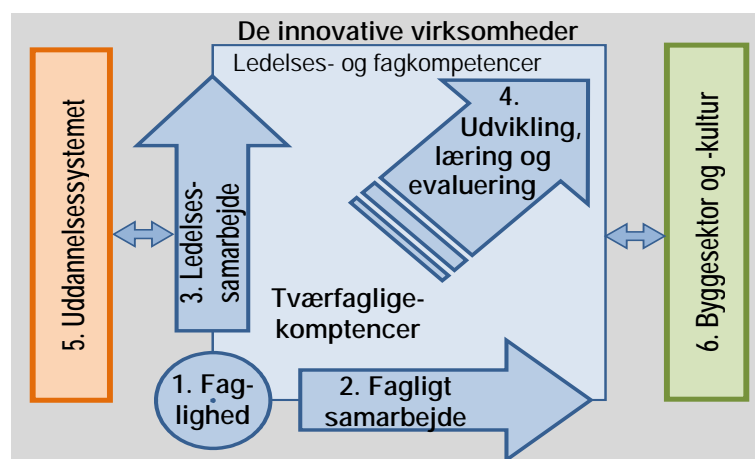 De innovative virksomheder
Ledelses- og fagkompetencer
4.
Udvikling,
læring og
evaluering
5. Uddannelsessystemet
3. Ledelses-
samarbejde
6. Byggesektor og -kultur
Tværfaglige-
komptencer
1. Fag-
lighed
2. Fagligt
samarbejde